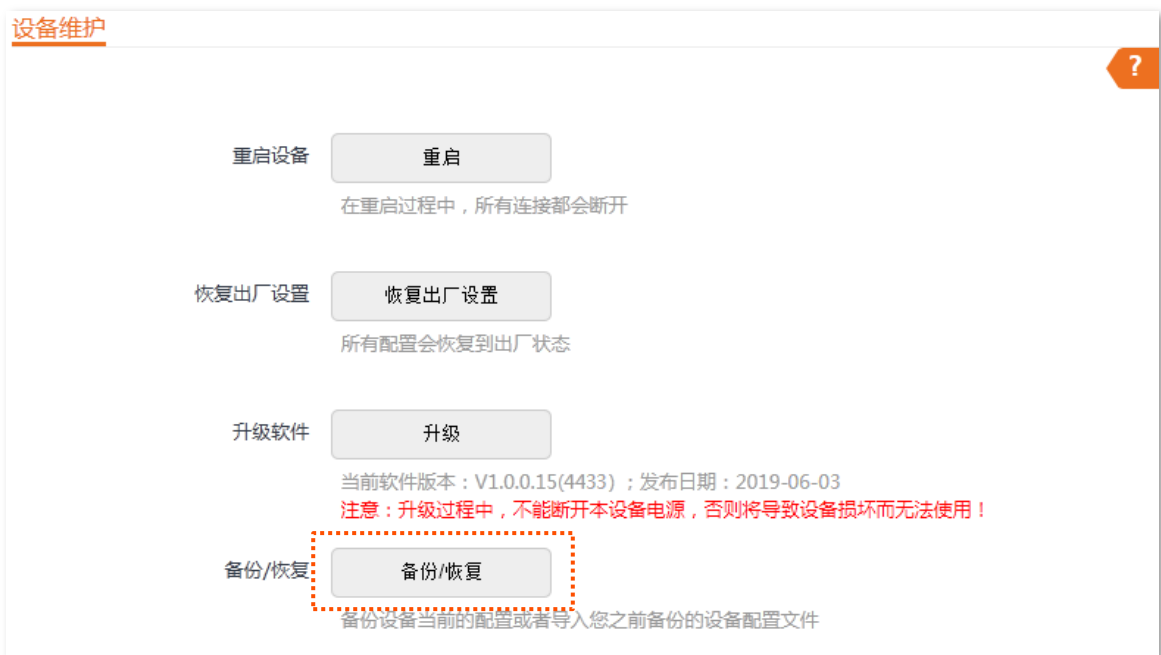 设备维护
?
重启设备 重启
在重启过程中，所有连接都会断开
恢复出厂设置 恢复出厂设置
所有配置会恢复到出厂状态
升级软件 升级
当前软件版本：V1.0.0.15(4433) ；发布日期：2019-06-03
注意：升级过程中，不能断开本设备电源，否则将导致设备损坏而无法使用！
备份/恢复 备份/恢复
备份设备当前的配置或者导入您之前备份的设备配置文件